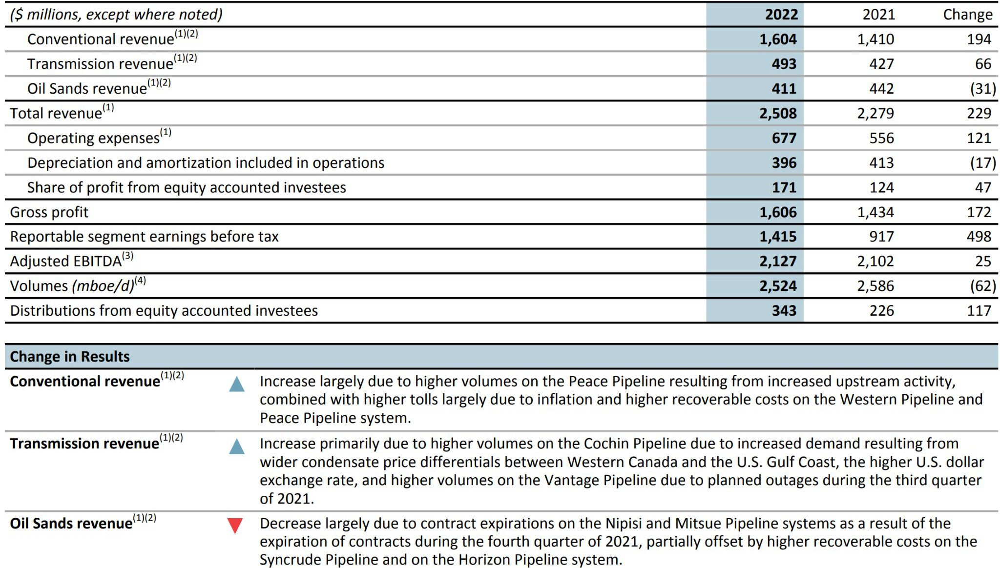 ($ millions, except where noted) 2022 2021 Change
Conventional revenue(1)(2) 1,604 1,410 194
Transmission revenue(1)(2) 493 427 66
Oil Sands revenue(1)(2) 411 442 (31)
Total revenue(1) 2,508 2,279 229
Operating expenses(1) 677 556 121
Depreciation and amortization included in operations 396 413 (17)
Share of profit from equity accounted investees 171 124 47
Gross profit 1,606 1,434 172
Reportable segment earnings before tax 1,415 917 498
Adjusted EBITDA(3) 2,127 2,102 25
Volumes (mboe/d)(4) 2,524 2,586 (62)
Distributions from equity accounted investees 343 226 117
Change in Results
Conventional revenue(1)(2) ▲ Increase largely due to higher volumes on the Peace Pipeline resulting from increased upstream activity,
combined with higher tolls largely due to inflation and higher recoverable costs on the Western Pipeline and
Peace Pipeline system.
Transmission revenue(1)(2) ▲ Increase primarily due to higher volumes on the Cochin Pipeline due to increased demand resulting from
wider condensate price differentials between Western Canada and the U.S. Gulf Coast, the higher U.S. dollar
exchange rate, and higher volumes on the Vantage Pipeline due to planned outages during the third quarter
of 2021.
Oil Sands revenue(1)(2) ▼ Decrease largely due to contract expirations on the Nipisi and Mitsue Pipeline systems as a result of the
expiration of contracts during the fourth quarter of 2021, partially offset by higher recoverable costs on the
Syncrude Pipeline and on the Horizon Pipeline system.